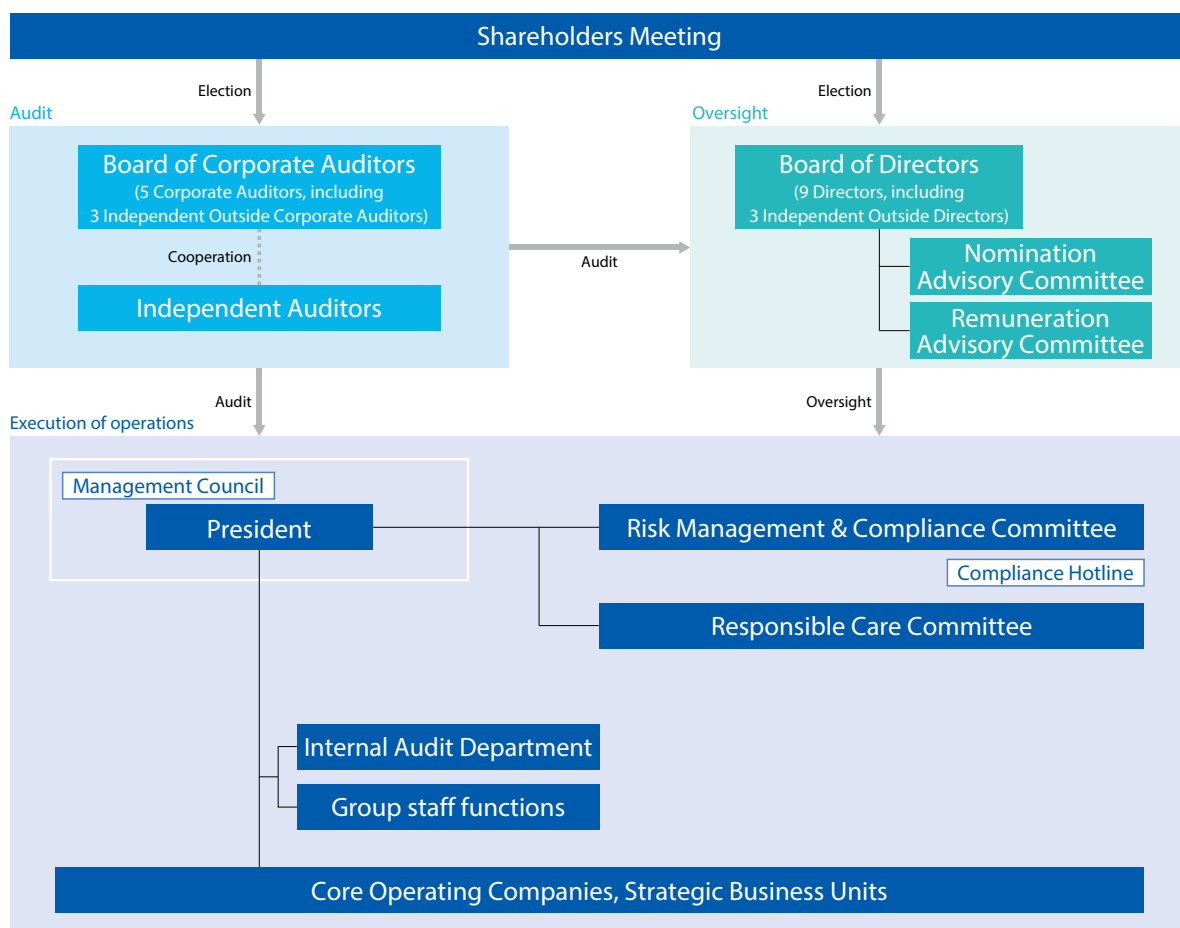 Shareholders Meeting
Election
Election
Audit
Oversight
Board of Corporate Auditors
(5 Corporate Auditors, including
3 Independent Outside Corporate Auditors)
Cooperation
Independent Auditors
Audit
Board of Directors
(9 Directors, including
3 Independent Outside Directors)
Nomination
Advisory Committee
Remuneration
Advisory Committee
Audit
Oversight
Execution of operations
Management Council
President
Risk Management & Compliance Committee
Compliance Hotline
Responsible Care Committee
Internal Audit Department
Group staff functions
Core Operating Companies, Strategic Business Units